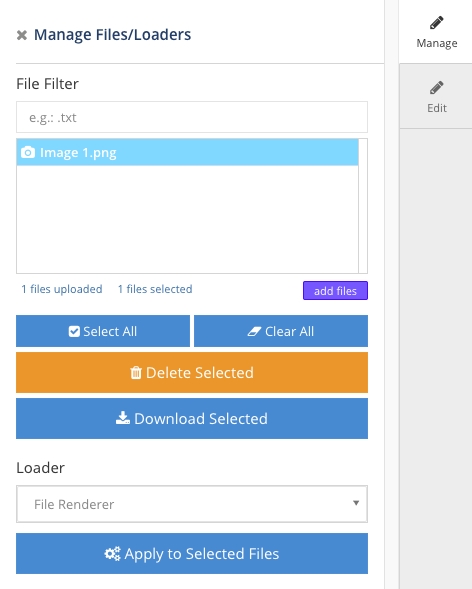 Manage Files/Loaders
Manage
File Filter
e.g.: .txt
Edit
Image 1.png
1 files uploaded 1 files selected add files
Select All Clear All
Delete Selected
Download Selected
Loader
File Renderer
Apply to Selected Files